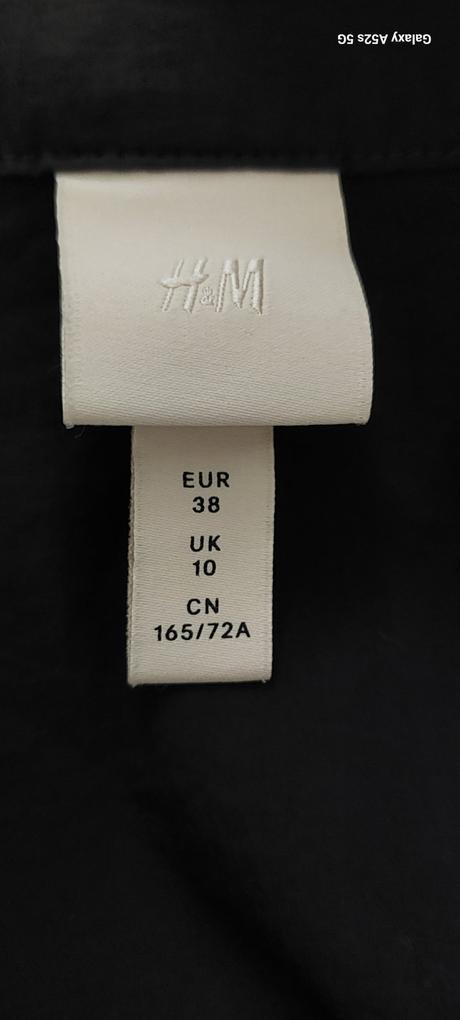 Galaxy A52s 5G
H&M
EUR
38
UK
10
CN
165/72A